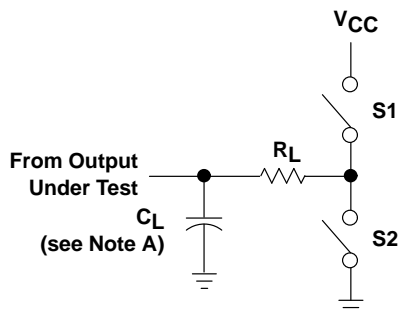 VCC
S1
From Output
Under Test
RL
CL
(see Note A)
S2